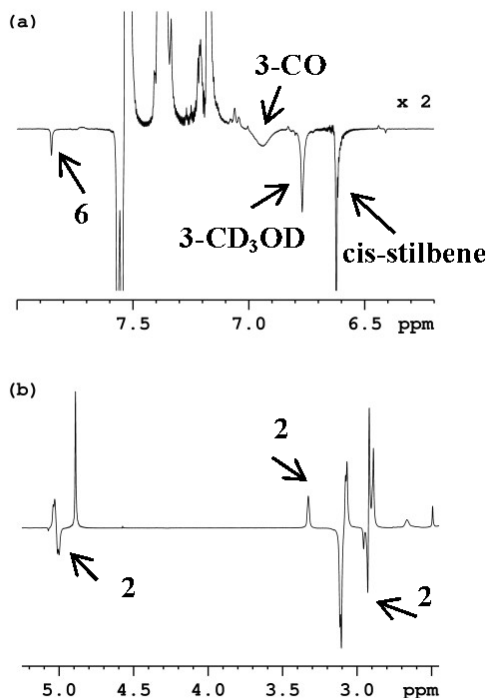 (a)
3-CO
x 2
6
3-CD₃OD
cis-stilbene
7.5 7.0 6.5 ppm
(b)
2
2
2
5.0 4.5 4.0 3.5 3.0 ppm